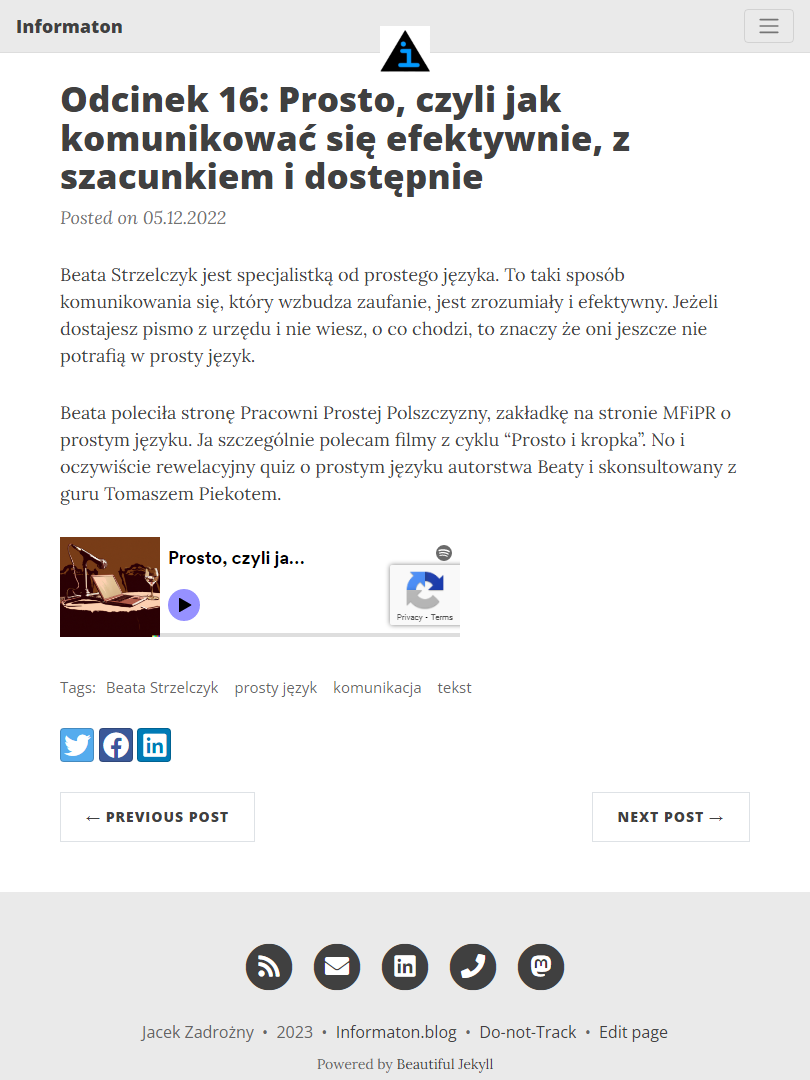 Informaton
i
Odcinek 16: Prosto, czyli jak
komunikować się efektywnie, z
szacunkiem i dostępnie
Posted on 05.12.2022
Beata Strzelczyk jest specjalistką od prostego języka. To taki sposób
komunikowania się, który wzbudza zaufanie, jest zrozumiały i efektywny. Jeżeli
dostajesz pismo z urzędu i nie wiesz, o co chodzi, to znaczy że oni jeszcze nie
potrafią w prosty język.
Beata poleciła stronę Pracowni Prostej Polszczyzny, zakładkę na stronie MFiPR o
prostym języku. Ja szczególnie polecam filmy z cyklu “Prosto i kropka”. No i
oczywiście rewelacyjny quiz o prostym języku autorstwa Beaty i skonsultowany z
guru Tomaszem Piekotem.
Prosto, czyli ja...
Privacy - Terms
Tags: Beata Strzelczyk prosty język komunikacja tekst
← PREVIOUS POST NEXT POST →
Jacek Zadrożny • 2023 • Informaton.blog • Do-not-Track • Edit page
Powered by Beautiful Jekyll